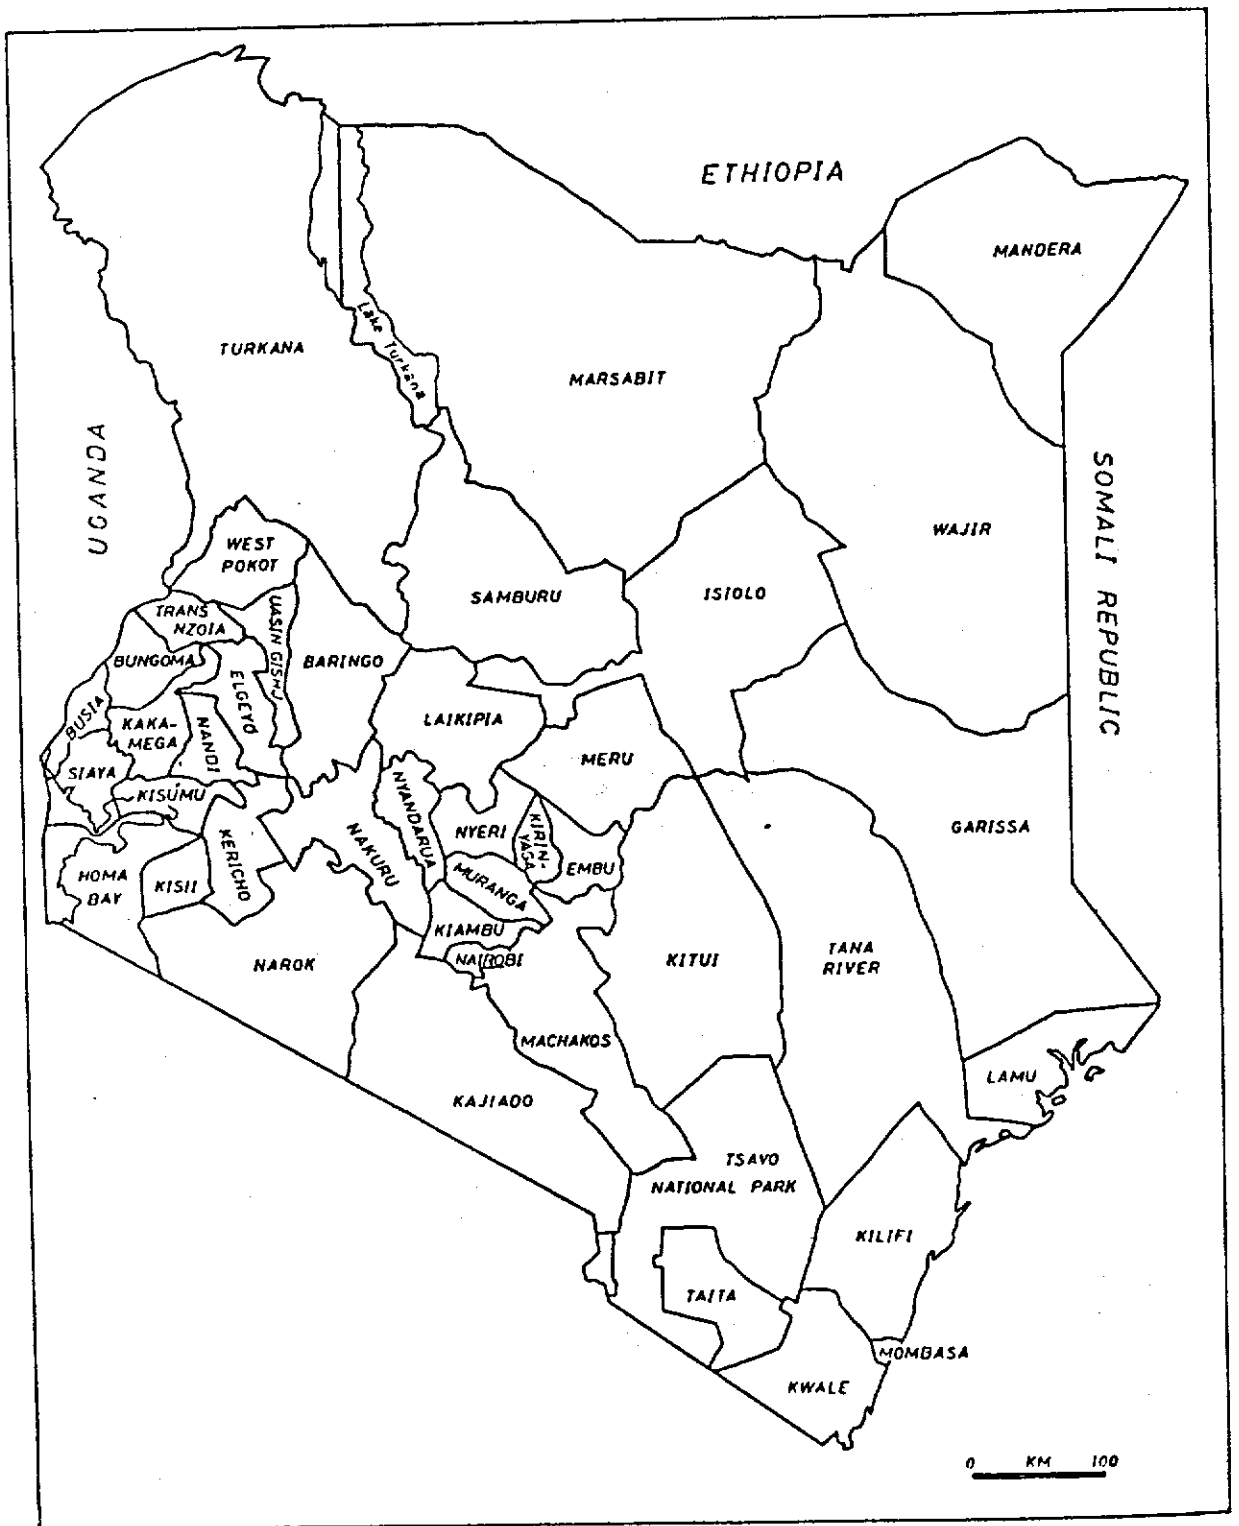 ETHIOPIA
MANDERA
TURKANA
Lake Turkana
MARSABIT
UGANDA
SOMALI REPUBLIC
WAJIR
WEST
POKOT
SAMBURU
ISIOLO
TRANS
NZOIA
UASIN GISHU
BUNGOMA
BARINGO
ELGEYO
BUSIA
KAKA-
MEGA
NANDI
LAIKIPIA
MERU
SIAYA
KISUMU
NYANDARUA
NYERI
KIRIN-
YAGA
GARISSA
HOMA
BAY
KISII
KERICHO
NAKURU
MURANGA
EMBU
KIAMBU
NAIROBI
NAROK
KITUI
TANA
RIVER
MACHAKOS
LAMU
KAJIADO
TSAVO
NATIONAL PARK
KILIFI
TAITA
MOMBASA
KWALE
0 KM 100